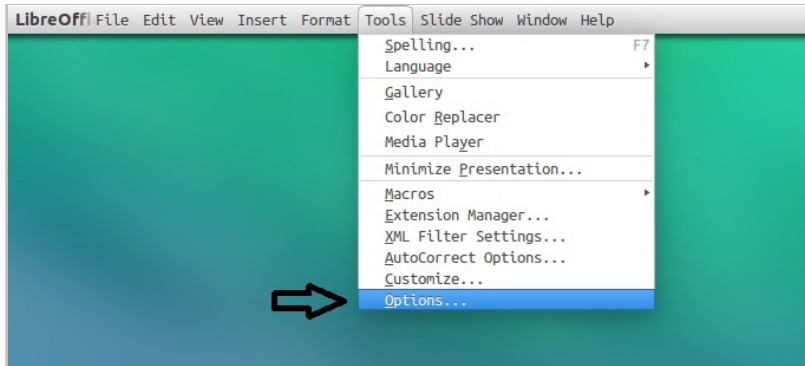 LibreOffi File Edit View Insert Format Tools Slide Show Window Help
Spelling... F7
Language
Gallery
Color Replacer
Media Player
Minimize Presentation...
Macros
Extension Manager...
XML Filter Settings...
AutoCorrect Options...
Customize...
Options...